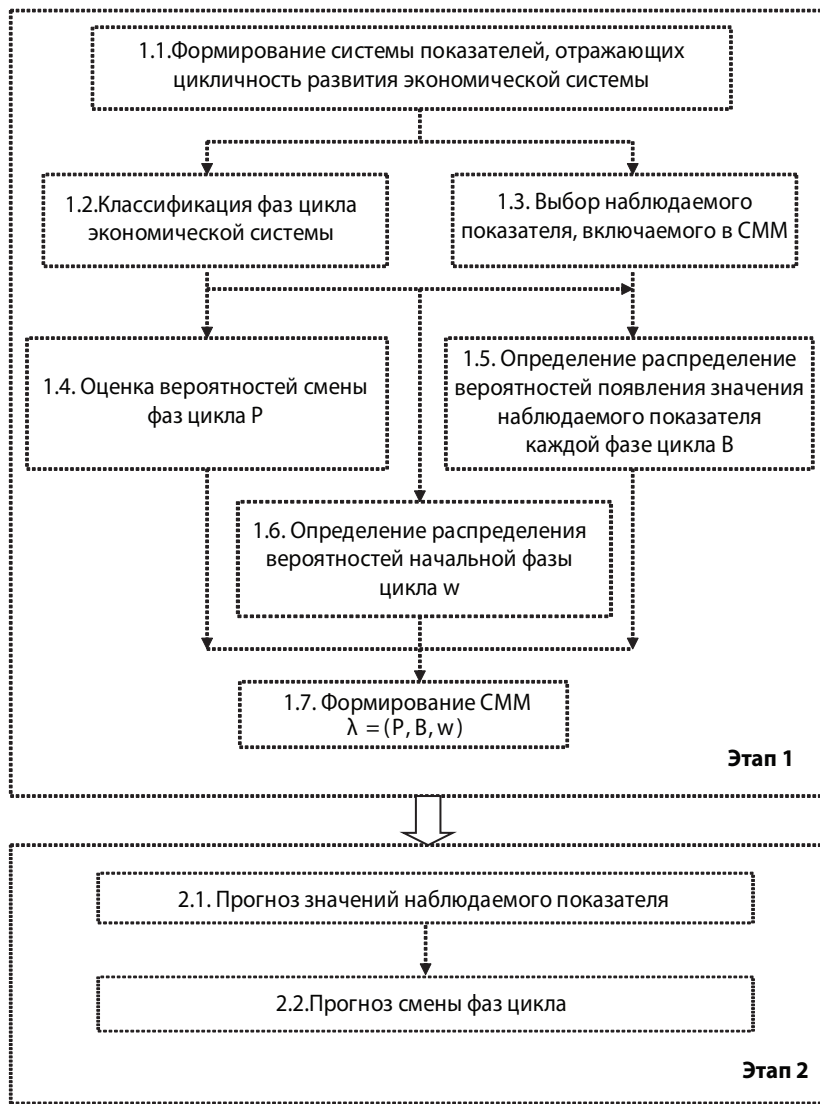 1.1.Формирование системы показателей, отражающих
цикличность развития экономической системы
1.2.Классификация фаз цикла
экономической системы
1.3. Выбор наблюдаемого
показателя, включаемого в СММ
1.4. Оценка вероятностей смены
фаз цикла P
1.5. Определение распределение
вероятностей появления значения
наблюдаемого показателя
каждой фазе цикла B
1.6. Определение распределения
вероятностей начальной фазы
цикла w
1.7. Формирование СММ
λ = (P, B, w)
Этап 1
2.1. Прогноз значений наблюдаемого показателя
2.2.Прогноз смены фаз цикла
Этап 2